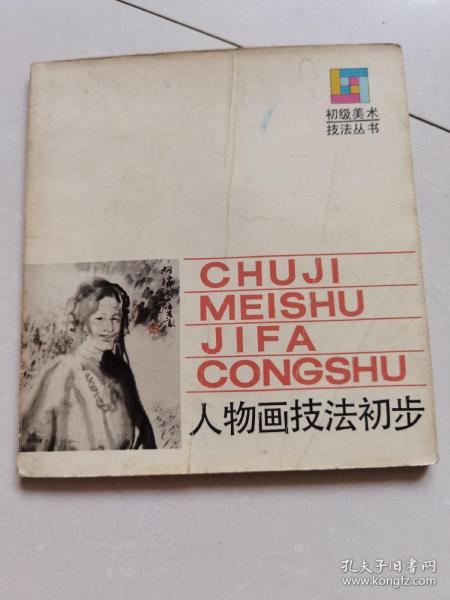 初级美术
技法丛书
CHUJI
MEISHU
JIFA
CONGSHU
人物画技法初步
孔夫子旧书网
www.kongfz.com